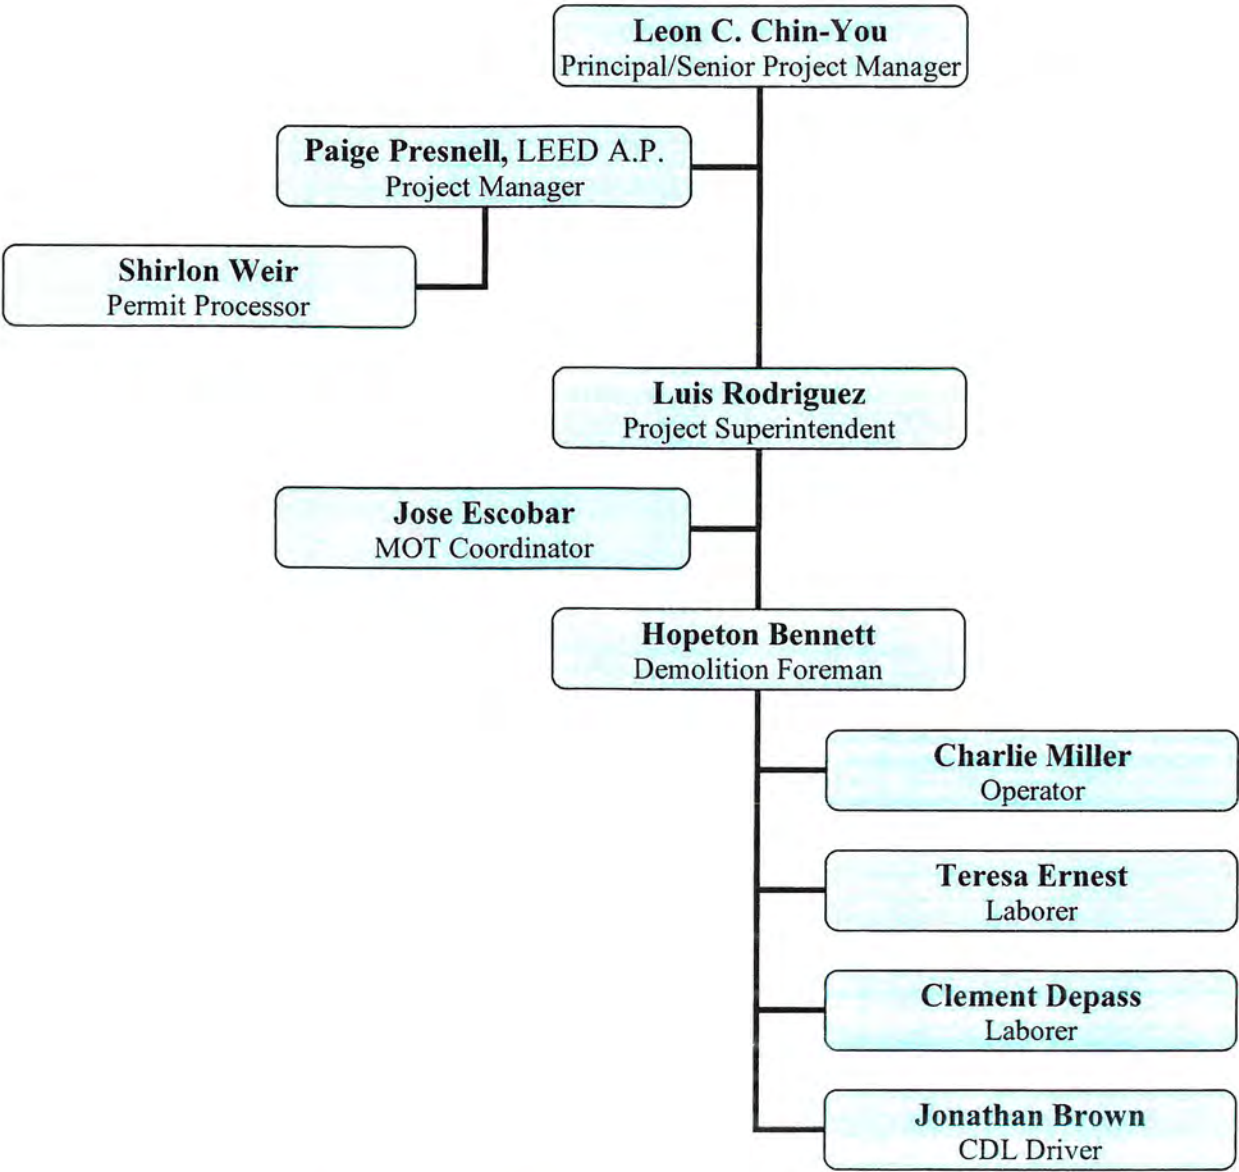 Leon C. Chin-You
Principal/Senior Project Manager
Paige Presnell, LEED A.P.
Project Manager
Shirlon Weir
Permit Processor
Luis Rodriguez
Project Superintendent
Jose Escobar
MOT Coordinator
Hopeton Bennett
Demolition Foreman
Charlie Miller
Operator
Teresa Ernest
Laborer
Clement Depass
Laborer
Jonathan Brown
CDL Driver